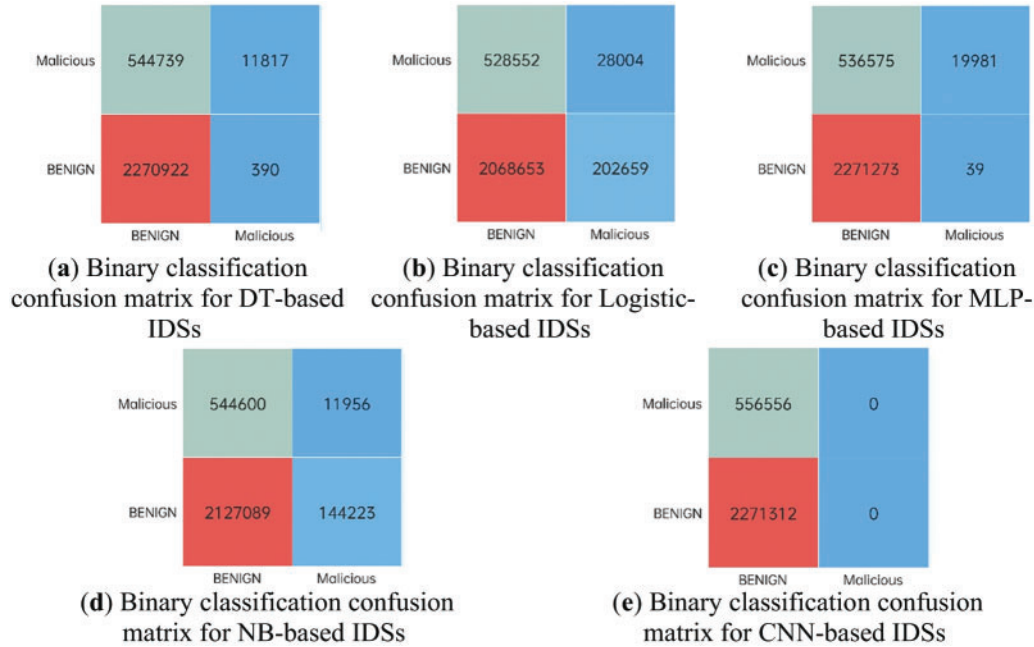 Malicious 544739 11817
BENIGN 2270922 390
BENIGN Malicious
(a) Binary classification
confusion matrix for DT-based
IDSs
Malicious 528552 28004
BENIGN 2068653 202659
BENIGN Malicious
(b) Binary classification
confusion matrix for Logistic-
based IDSs
Malicious 536575 19981
BENIGN 2271273 39
BENIGN Malicious
(c) Binary classification
confusion matrix for MLP-
based IDSs
Malicious 544600 11956
BENIGN 2127089 144223
BENIGN Malicious
(d) Binary classification confusion
matrix for NB-based IDSs
Malicious 556556 0
BENIGN 2271312 0
BENIGN Malicious
(e) Binary classification confusion
matrix for CNN-based IDSs